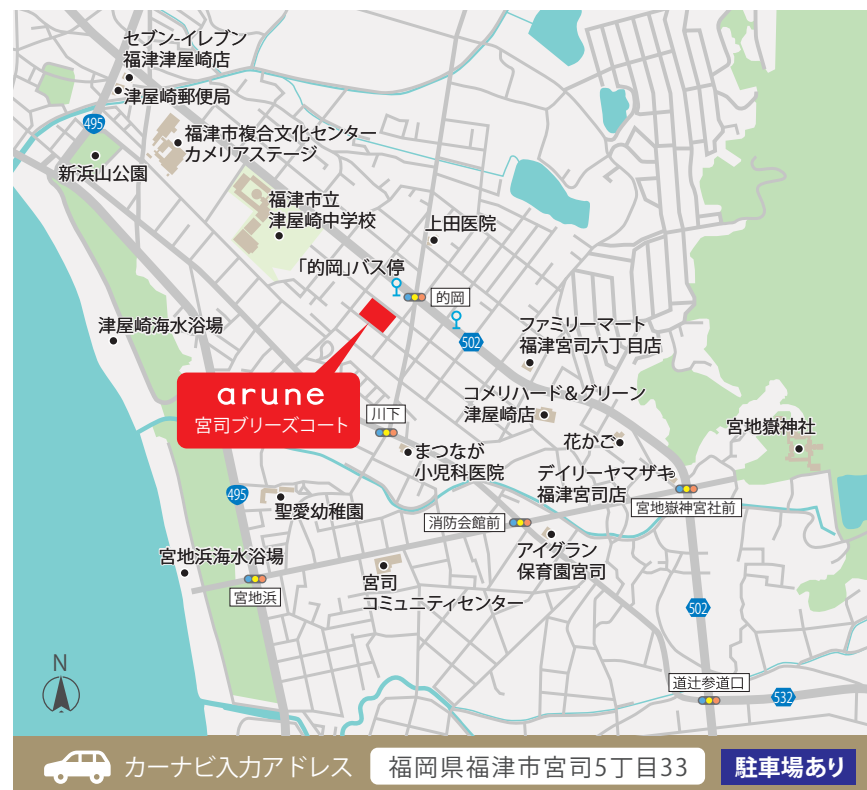 セブン-イレブン
福津津屋崎店
津屋崎郵便局
495
福津市複合文化センター
カメリアステージ
新浜山公園
福津市立
津屋崎中学校
上田医院
「的岡」バス停
的岡
津屋崎海水浴場
ファミリーマート
福津宮司六丁目店
502
arune
宮司ブリーズコート
コメリハード&グリーン
津屋崎店
川下
花かご
宮地嶽神社
まつなが
小児科医院
デイリーヤマザキ
福津宮司店
495
聖愛幼稚園
宮地嶽神宮社前
消防会館前
アイグラン
保育園宮司
宮地浜海水浴場
宮地浜
宮司
コミュニティセンター
502
N
道辻参道口
532
カーナビ入力アドレス
福岡県福津市宮司5丁目33
駐車場あり